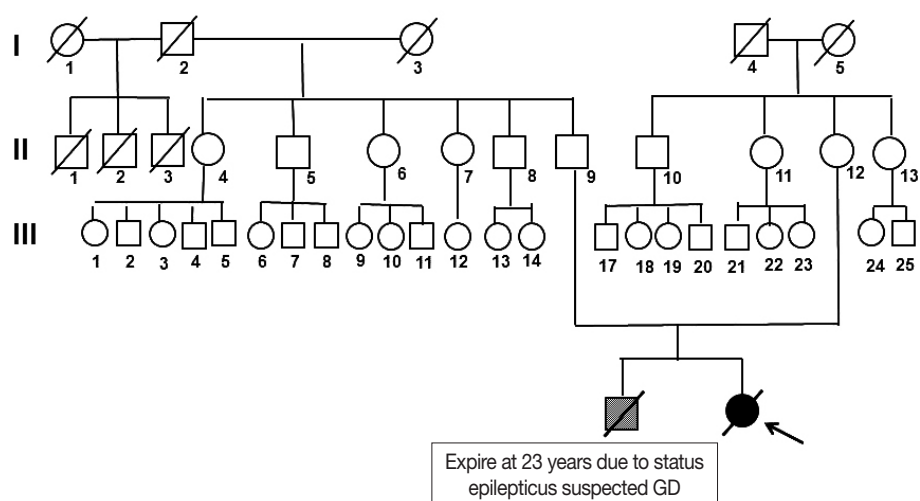 I
1 2 3 4 5
II
1 2 3 4 5 6 7 8 9 10 11 12 13
III
1 2 3 4 5 6 7 8 9 10 11 12 13 14 17 18 19 20 21 22 23 24 25
Expire at 23 years due to status
epilepticus suspected GD